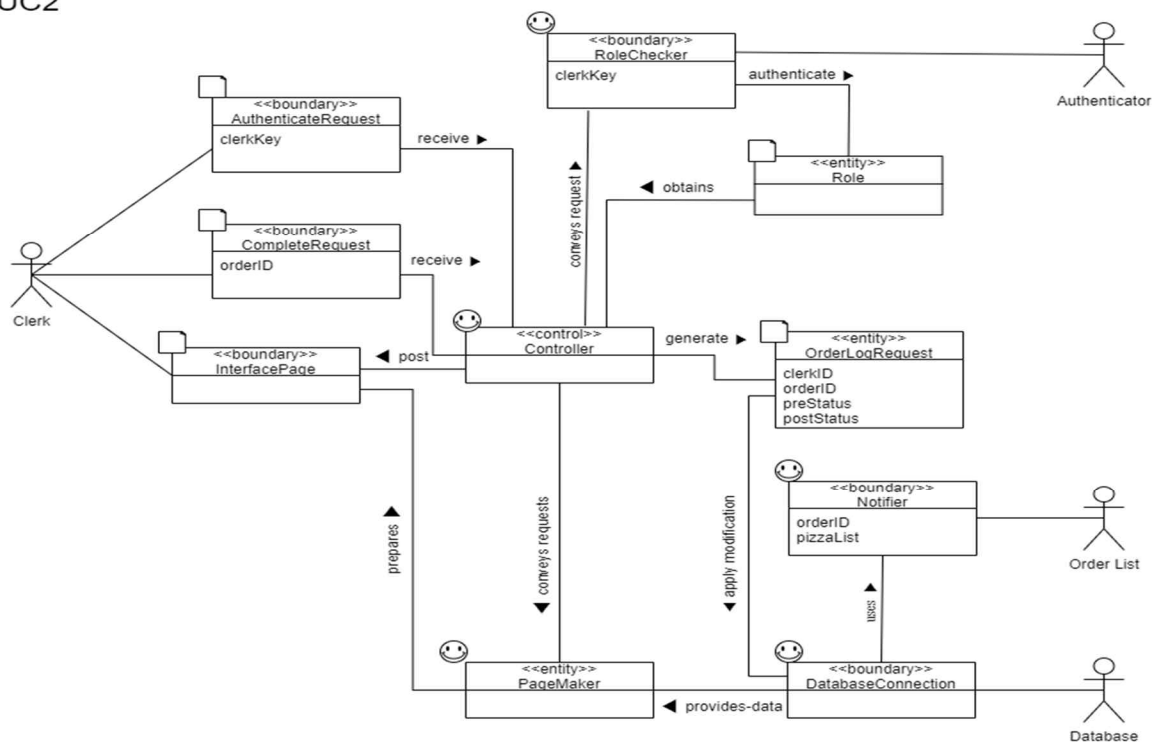 UC2
<<boundary>>
RoleChecker
clerkKey
authenticate ▶
Authenticator
<<boundary>>
AuthenticateRequest
clerkKey
receive ▶
<<entity>>
Role
◀ obtains
conveys request ▶
<<boundary>>
CompleteRequest
orderID
receive ▶
Clerk
<<control>>
Controller
generate ▶
<<entity>>
OrderLogRequest
clerkID
orderID
preStatus
postStatus
◀ post
<<boundary>>
InterfacePage
<<boundary>>
Notifier
orderID
pizzaList
Order List
prepares ▶
◀ conveys requests
◀ apply modification
uses ▶
<<entity>>
PageMaker
<<boundary>>
DatabaseConnection
◀ provides-data
Database